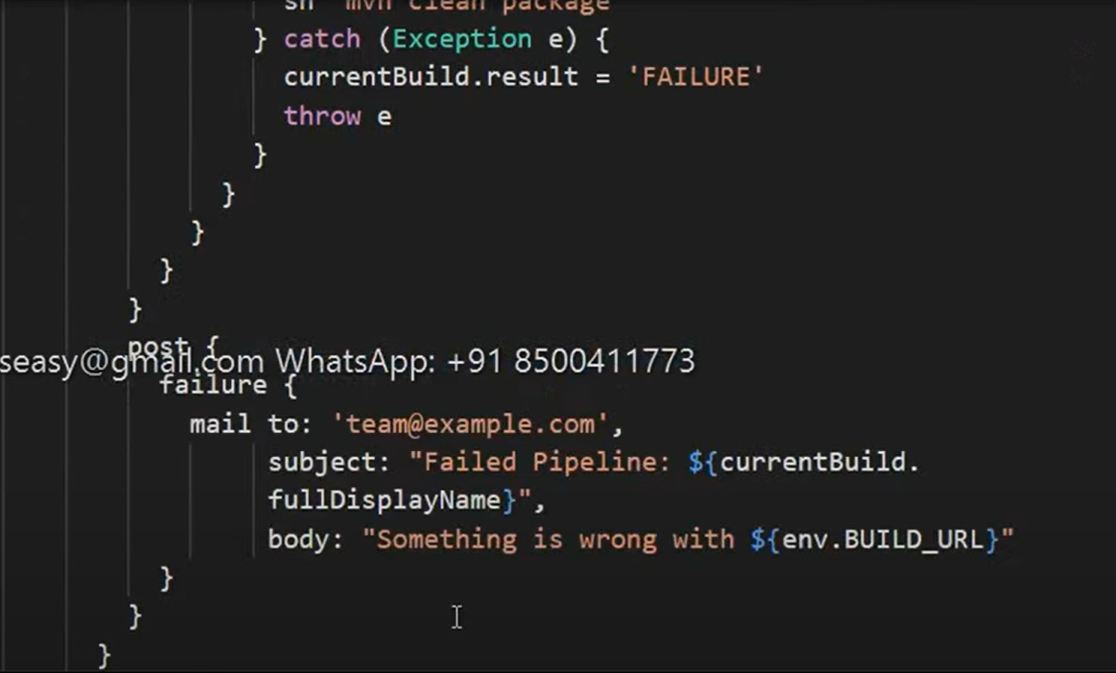 sh 'mvn clean package'
} catch (Exception e) {
currentBuild.result = 'FAILURE'
throw e
}
}
}
}
}
post {
seasy@gmail.com WhatsApp: +91 8500411773
failure {
mail to: 'team@example.com',
subject: "Failed Pipeline: ${currentBuild.
fullDisplayName}",
body: "Something is wrong with ${env.BUILD_URL}"
}
}
}